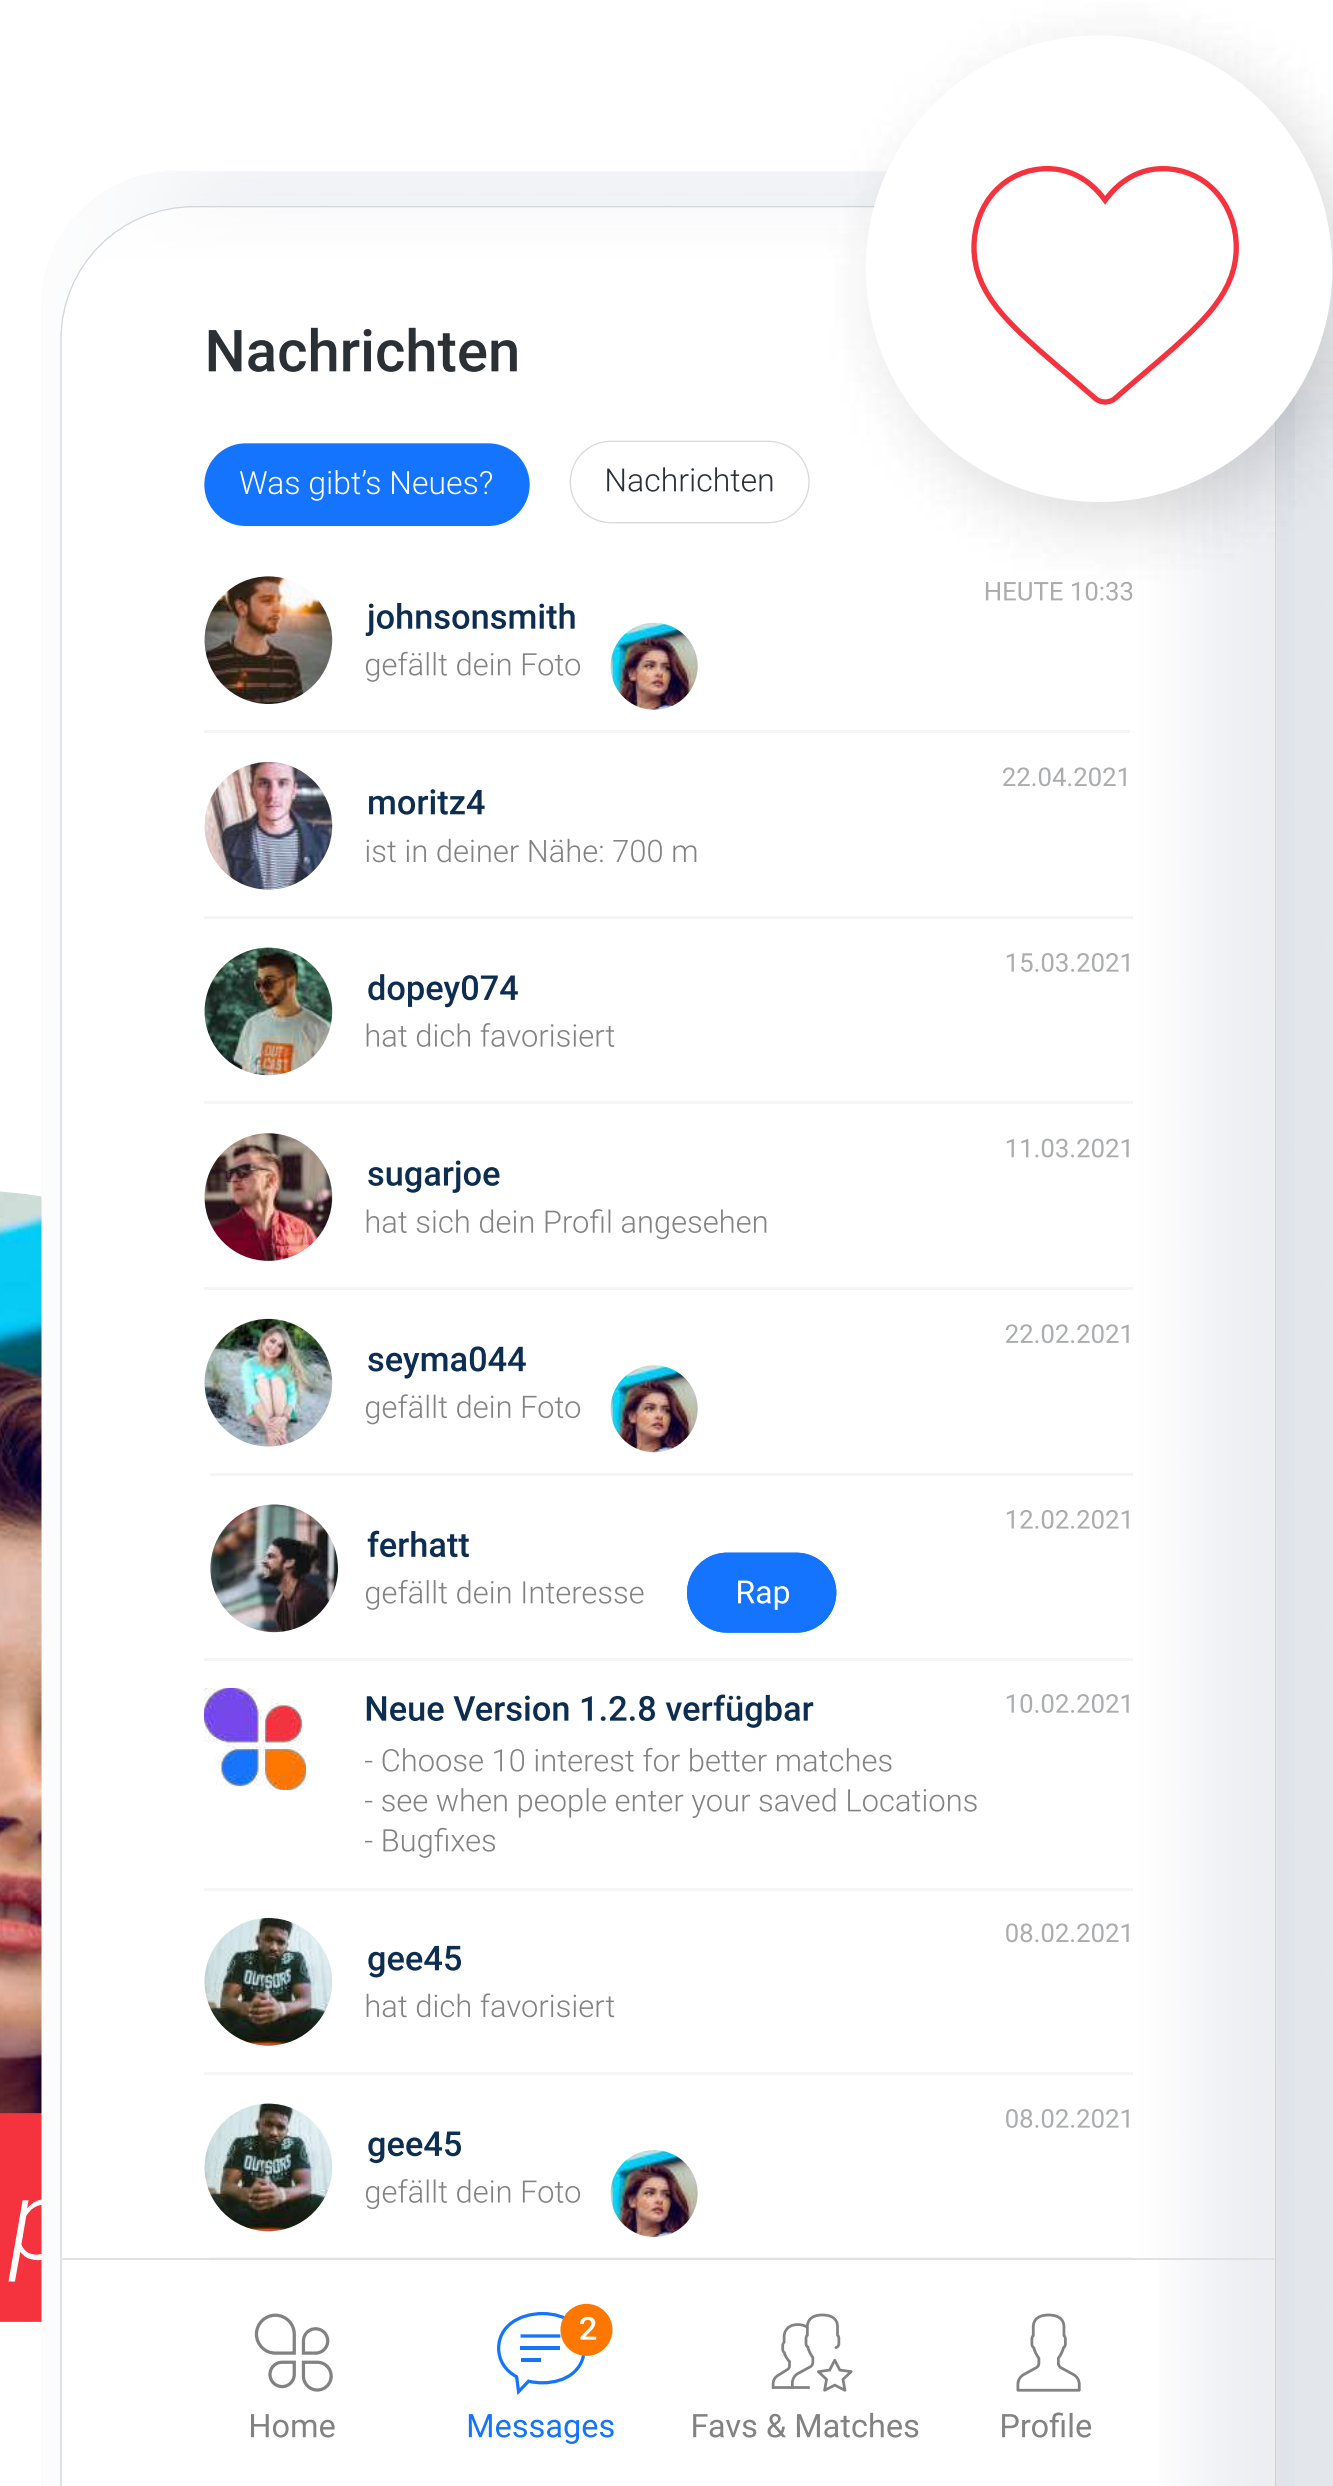 Nachrichten
Was gibt's Neues?
Nachrichten
HEUTE 10:33
johnsonsmith
gefällt dein Foto
22.04.2021
moritz4
ist in deiner Nähe: 700 m
15.03.2021
dopey074
hat dich favorisiert
OUT
CAST
11.03.2021
sugarjoe
hat sich dein Profil angesehen
22.02.2021
seyma044
gefällt dein Foto
12.02.2021
ferhatt
gefällt dein Interesse
Rap
Neue Version 1.2.8 verfügbar
10.02.2021
- Choose 10 interest for better matches
- see when people enter your saved Locations
- Bugfixes
08.02.2021
gee45
hat dich favorisiert
08.02.2021
gee45
gefällt dein Foto
p
2
Home
Messages
Favs & Matches
Profile